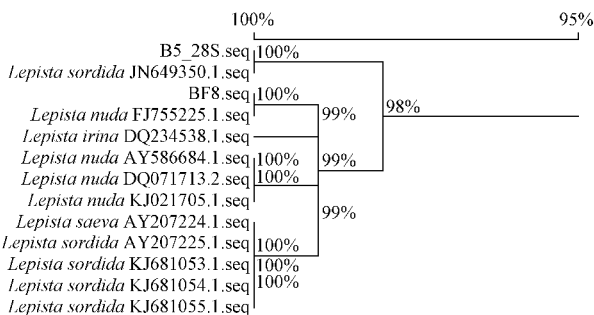 100% 95%
B5_28S.seq 100%
Lepista sordida JN649350.1.seq
98%
BF8.seq 100%
Lepista nuda FJ755225.1.seq 99%
Lepista irina DQ234538.1.seq
Lepista nuda AY586684.1.seq 100% 99%
Lepista nuda DQ071713.2.seq 100%
Lepista nuda KJ021705.1.seq
Lepista saeva AY207224.1.seq 99%
Lepista sordida AY207225.1.seq 100%
Lepista sordida KJ681053.1.seq 100%
Lepista sordida KJ681054.1.seq 100%
Lepista sordida KJ681055.1.seq